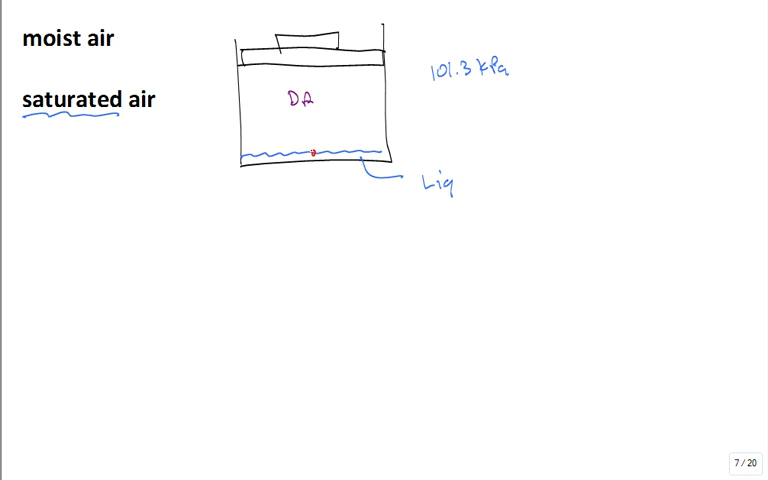 moist air
101.3 kPa
saturated air
DA
Liq
7 / 20